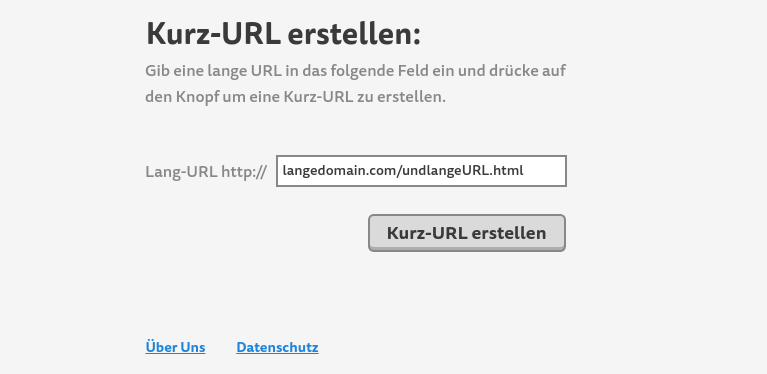 Kurz-URL erstellen:
Gib eine lange URL in das folgende Feld ein und drücke auf
den Knopf um eine Kurz-URL zu erstellen.
Lang-URL http:// langedomain.com/undlangeURL.html
Kurz-URL erstellen
Über Uns Datenschutz